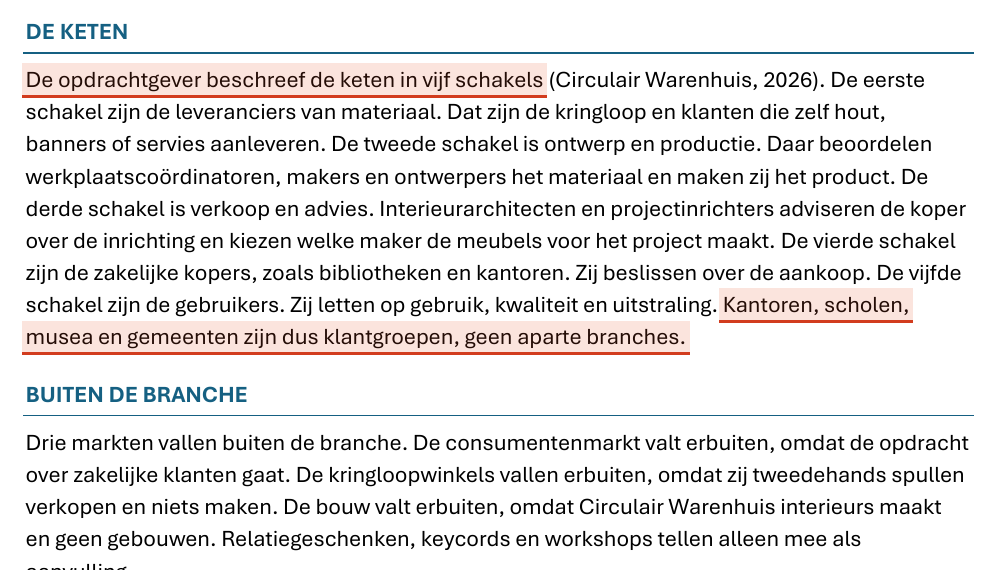 DE KETEN
De opdrachtgever beschreef de keten in vijf schakels (Circulair Warenhuis, 2026). De eerste
schakel zijn de leveranciers van materiaal. Dat zijn de kringloop en klanten die zelf hout,
banners of servies aanleveren. De tweede schakel is ontwerp en productie. Daar beoordelen
werkplaatscoördinatoren, makers en ontwerpers het materiaal en maken zij het product. De
derde schakel is verkoop en advies. Interieurarchitecten en projectinrichters adviseren de koper
over de inrichting en kiezen welke maker de meubels voor het project maakt. De vierde schakel
zijn de zakelijke kopers, zoals bibliotheken en kantoren. Zij beslissen over de aankoop. De vijfde
schakel zijn de gebruikers. Zij letten op gebruik, kwaliteit en uitstraling. Kantoren, scholen,
musea en gemeenten zijn dus klantgroepen, geen aparte branches.
BUITEN DE BRANCHE
Drie markten vallen buiten de branche. De consumentenmarkt valt erbuiten, omdat de opdracht
over zakelijke klanten gaat. De kringloopwinkels vallen erbuiten, omdat zij tweedehands spullen
verkopen en niets maken. De bouw valt erbuiten, omdat Circulair Warenhuis interieurs maakt
en geen gebouwen. Relatiegeschenken, keycords en workshops tellen alleen mee als